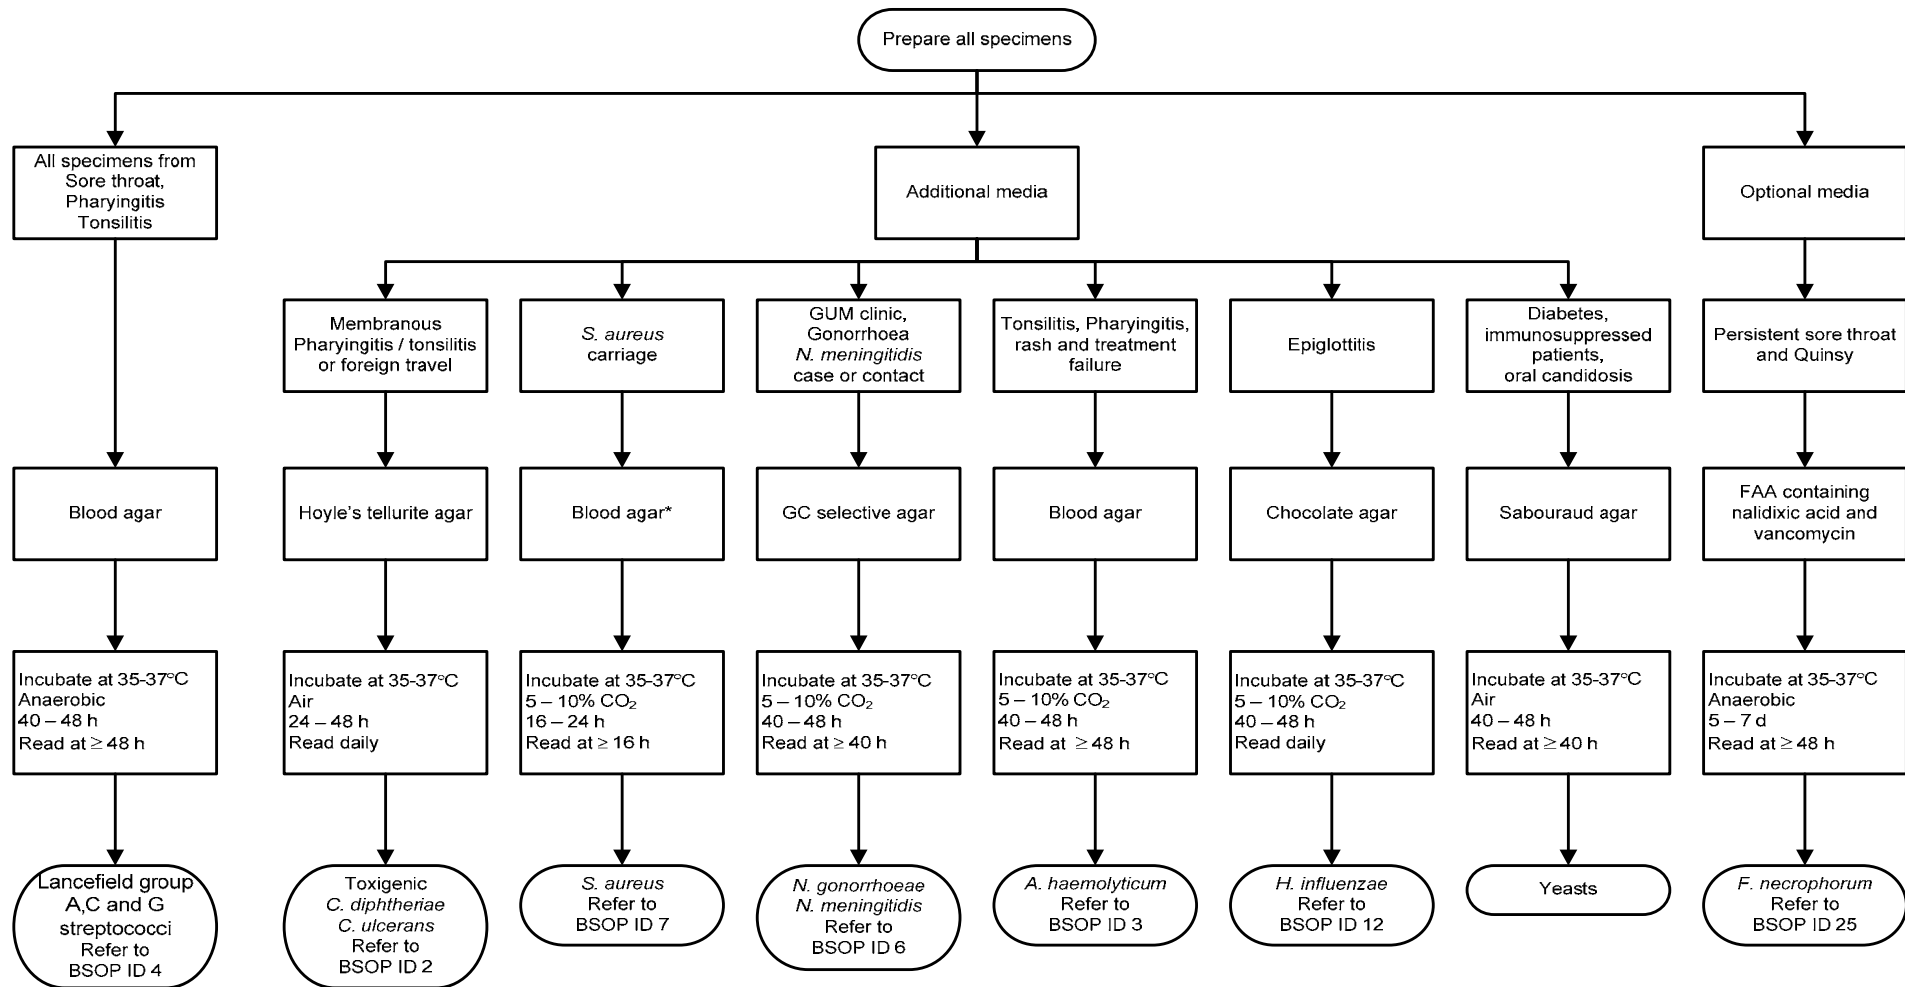 Prepare all specimens
All specimens from
Sore throat,
Pharyingitis
Tonsilitis
Additional media
Optional media
Membranous
Pharyingitis / tonsilitis
or foreign travel
S. aureus
carriage
GUM clinic,
Gonorrhoea
N. meningitidis
case or contact
Tonsilitis, Pharyingitis,
rash and treatment
failure
Epiglottitis
Diabetes,
immunosuppressed
patients,
oral candidosis
Persistent sore throat
and Quinsy
Blood agar
Hoyle's tellurite agar
Blood agar*
GC selective agar
Blood agar
Chocolate agar
Sabouraud agar
FAA containing
nalidixic acid and
vancomycin
Incubate at 35-37°C
Anaerobic
40 – 48 h
Read at ≥ 48 h
Incubate at 35-37°C
Air
24 – 48 h
Read daily
Incubate at 35-37°C
5 – 10% CO₂
16 – 24 h
Read at ≥ 16 h
Incubate at 35-37°C
5 – 10% CO₂
40 – 48 h
Read at ≥ 40 h
Incubate at 35-37°C
5 – 10% CO₂
40 – 48 h
Read at ≥ 48 h
Incubate at 35-37°C
5 – 10% CO₂
40 – 48 h
Read daily
Incubate at 35-37°C
Air
40 – 48 h
Read at ≥ 40 h
Incubate at 35-37°C
Anaerobic
5 – 7 d
Read at ≥ 48 h
Lancefield group
A,C and G
streptococci
Refer to
BSOP ID 4
Toxigenic
C. diphtheriae
C. ulcerans
Refer to
BSOP ID 2
S. aureus
Refer to
BSOP ID 7
N. gonorrhoeae
N. meningitidis
Refer to
BSOP ID 6
A. haemolyticum
Refer to
BSOP ID 3
H. influenzae
Refer to
BSOP ID 12
Yeasts
F. necrophorum
Refer to
BSOP ID 25